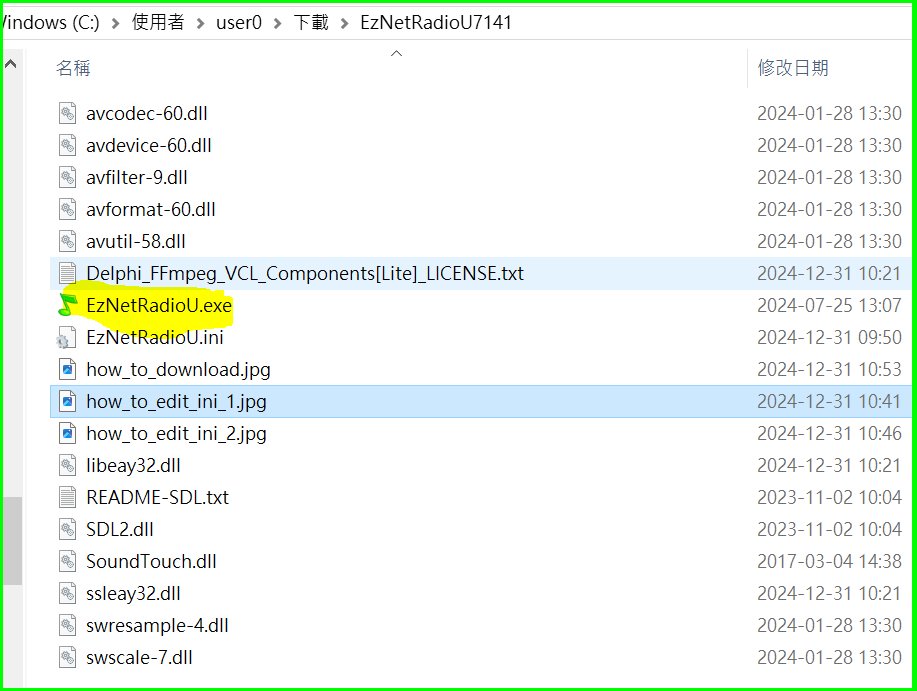 Windows (C:) > 使用者 > user0 > 下載 > EzNetRadioU7141
名稱 修改日期
avcodec-60.dll 2024-01-28 13:30
avdevice-60.dll 2024-01-28 13:30
avfilter-9.dll 2024-01-28 13:30
avformat-60.dll 2024-01-28 13:30
avutil-58.dll 2024-01-28 13:30
Delphi_FFmpeg_VCL_Components[Lite]_LICENSE.txt 2024-12-31 10:21
EzNetRadioU.exe 2024-07-25 13:07
EzNetRadioU.ini 2024-12-31 09:50
how_to_download.jpg 2024-12-31 10:53
how_to_edit_ini_1.jpg 2024-12-31 10:41
how_to_edit_ini_2.jpg 2024-12-31 10:46
libeay32.dll 2024-12-31 10:21
README-SDL.txt 2023-11-02 10:04
SDL2.dll 2023-11-02 10:04
SoundTouch.dll 2017-03-04 14:38
ssleay32.dll 2024-12-31 10:21
swresample-4.dll 2024-01-28 13:30
swscale-7.dll 2024-01-28 13:30